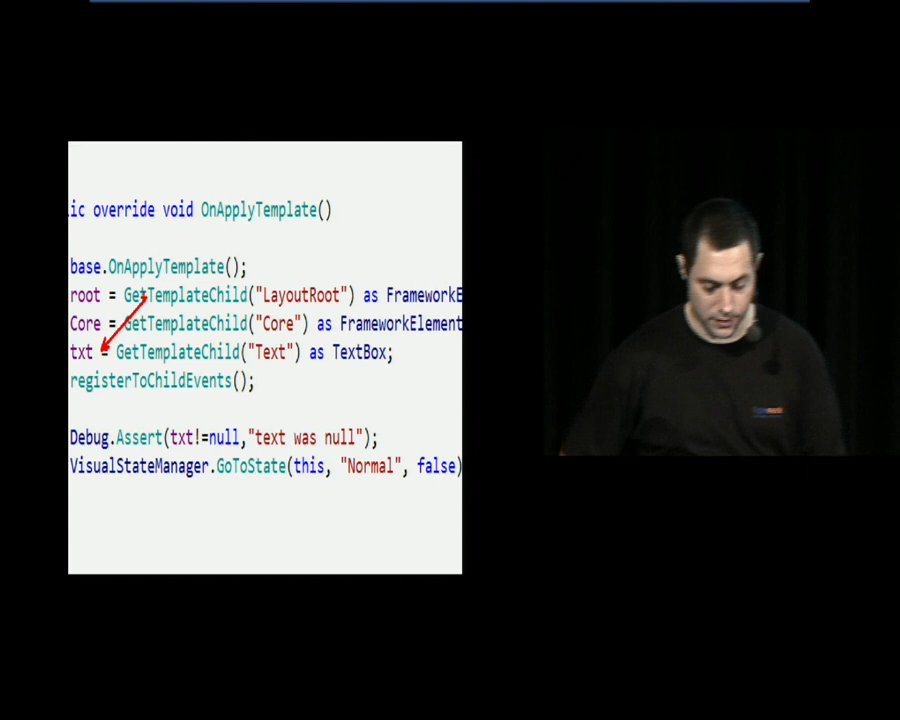 ic override void OnApplyTemplate()
base.OnApplyTemplate();
root = GetTemplateChild("LayoutRoot") as FrameworkE
Core = GetTemplateChild("Core") as FrameworkElement
txt = GetTemplateChild("Text") as TextBox;
registerToChildEvents();
Debug.Assert(txt!=null,"text was null");
VisualStateManager.GoToState(this, "Normal", false)